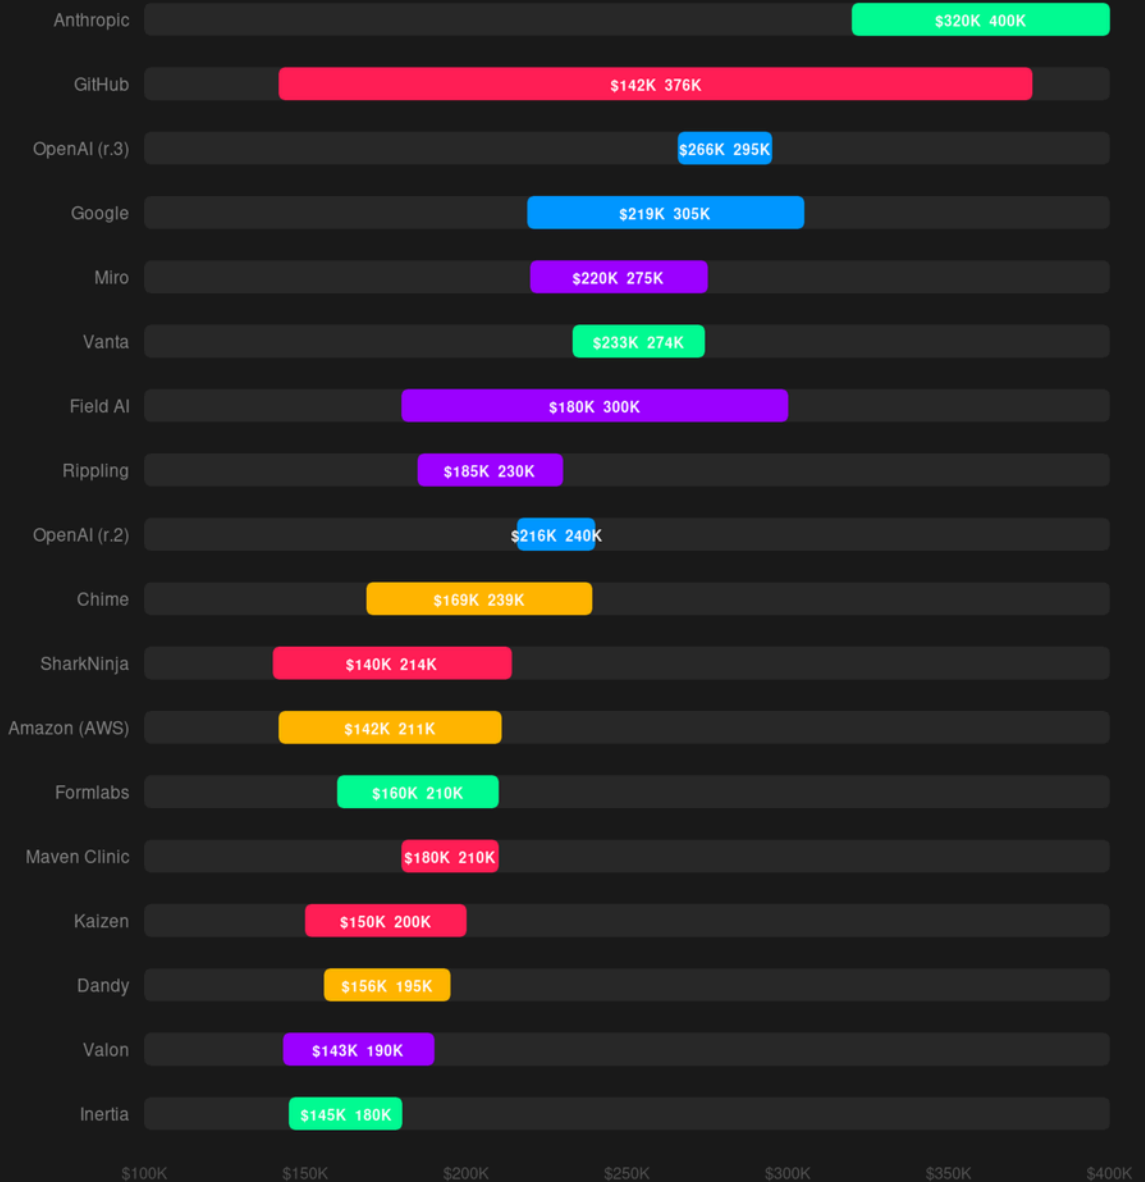 Anthropic $320K 400K
GitHub $142K 376K
OpenAI (r.3) $266K 295K
Google $219K 305K
Miro $220K 275K
Vanta $233K 274K
Field AI $180K 300K
Rippling $185K 230K
OpenAI (r.2) $216K 240K
Chime $169K 239K
SharkNinja $140K 214K
Amazon (AWS) $142K 211K
Formlabs $160K 210K
Maven Clinic $180K 210K
Kaizen $150K 200K
Dandy $156K 195K
Valon $143K 190K
Inertia $145K 180K
$100K $150K $200K $250K $300K $350K $400K